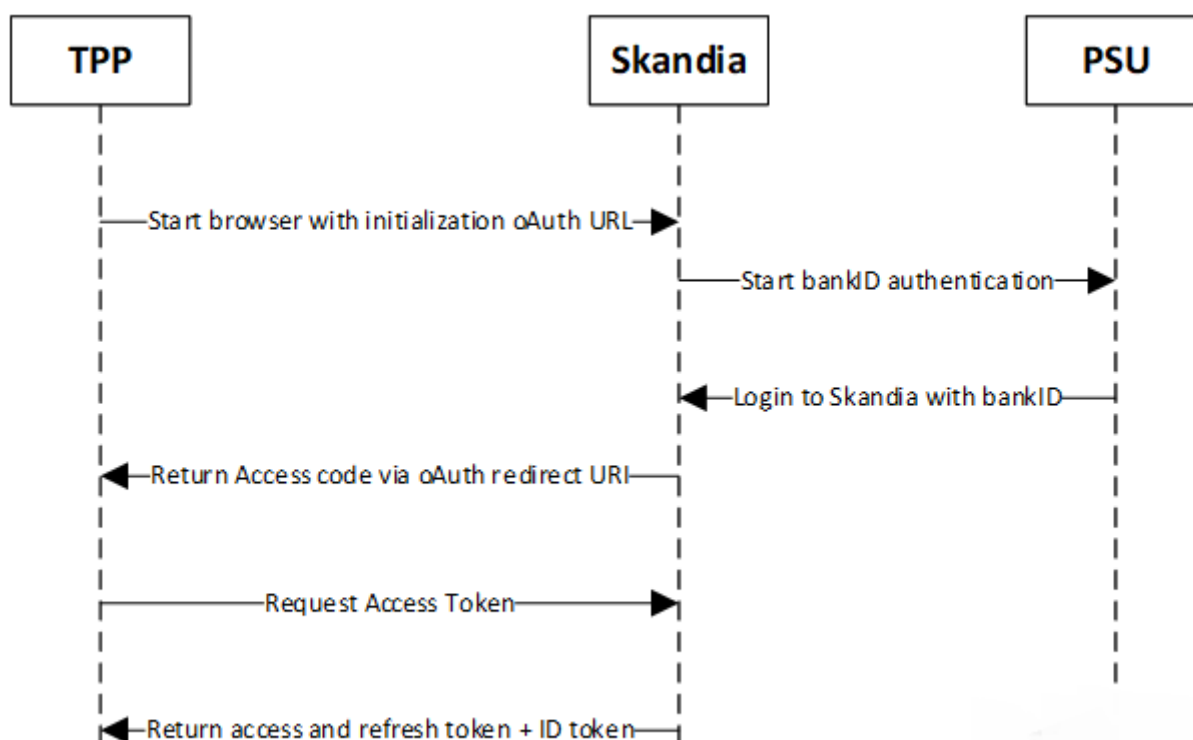 TPP
Skandia
PSU
Start browser with initialization oAuth URL
Start bankID authentication
Login to Skandia with bankID
Return Access code via oAuth redirect URI
Request Access Token
Return access and refresh token + ID token